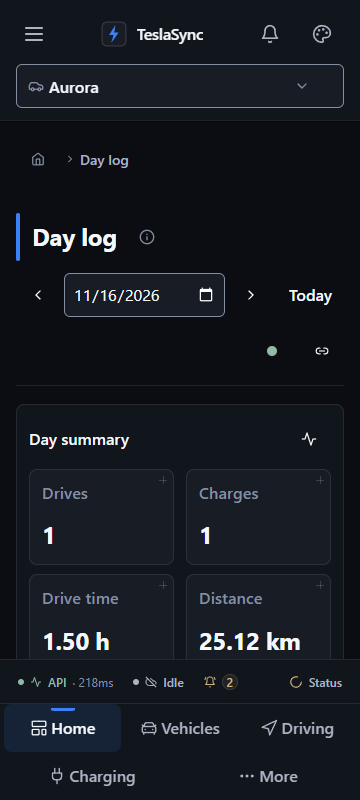 TeslaSync
Aurora
Day log
Day log
11/16/2026
Today
Day summary
Drives
1
Charges
1
Drive time
1.50 h
Distance
25.12 km
API · 218ms
Idle
2
Status
Home
Vehicles
Driving
Charging
More